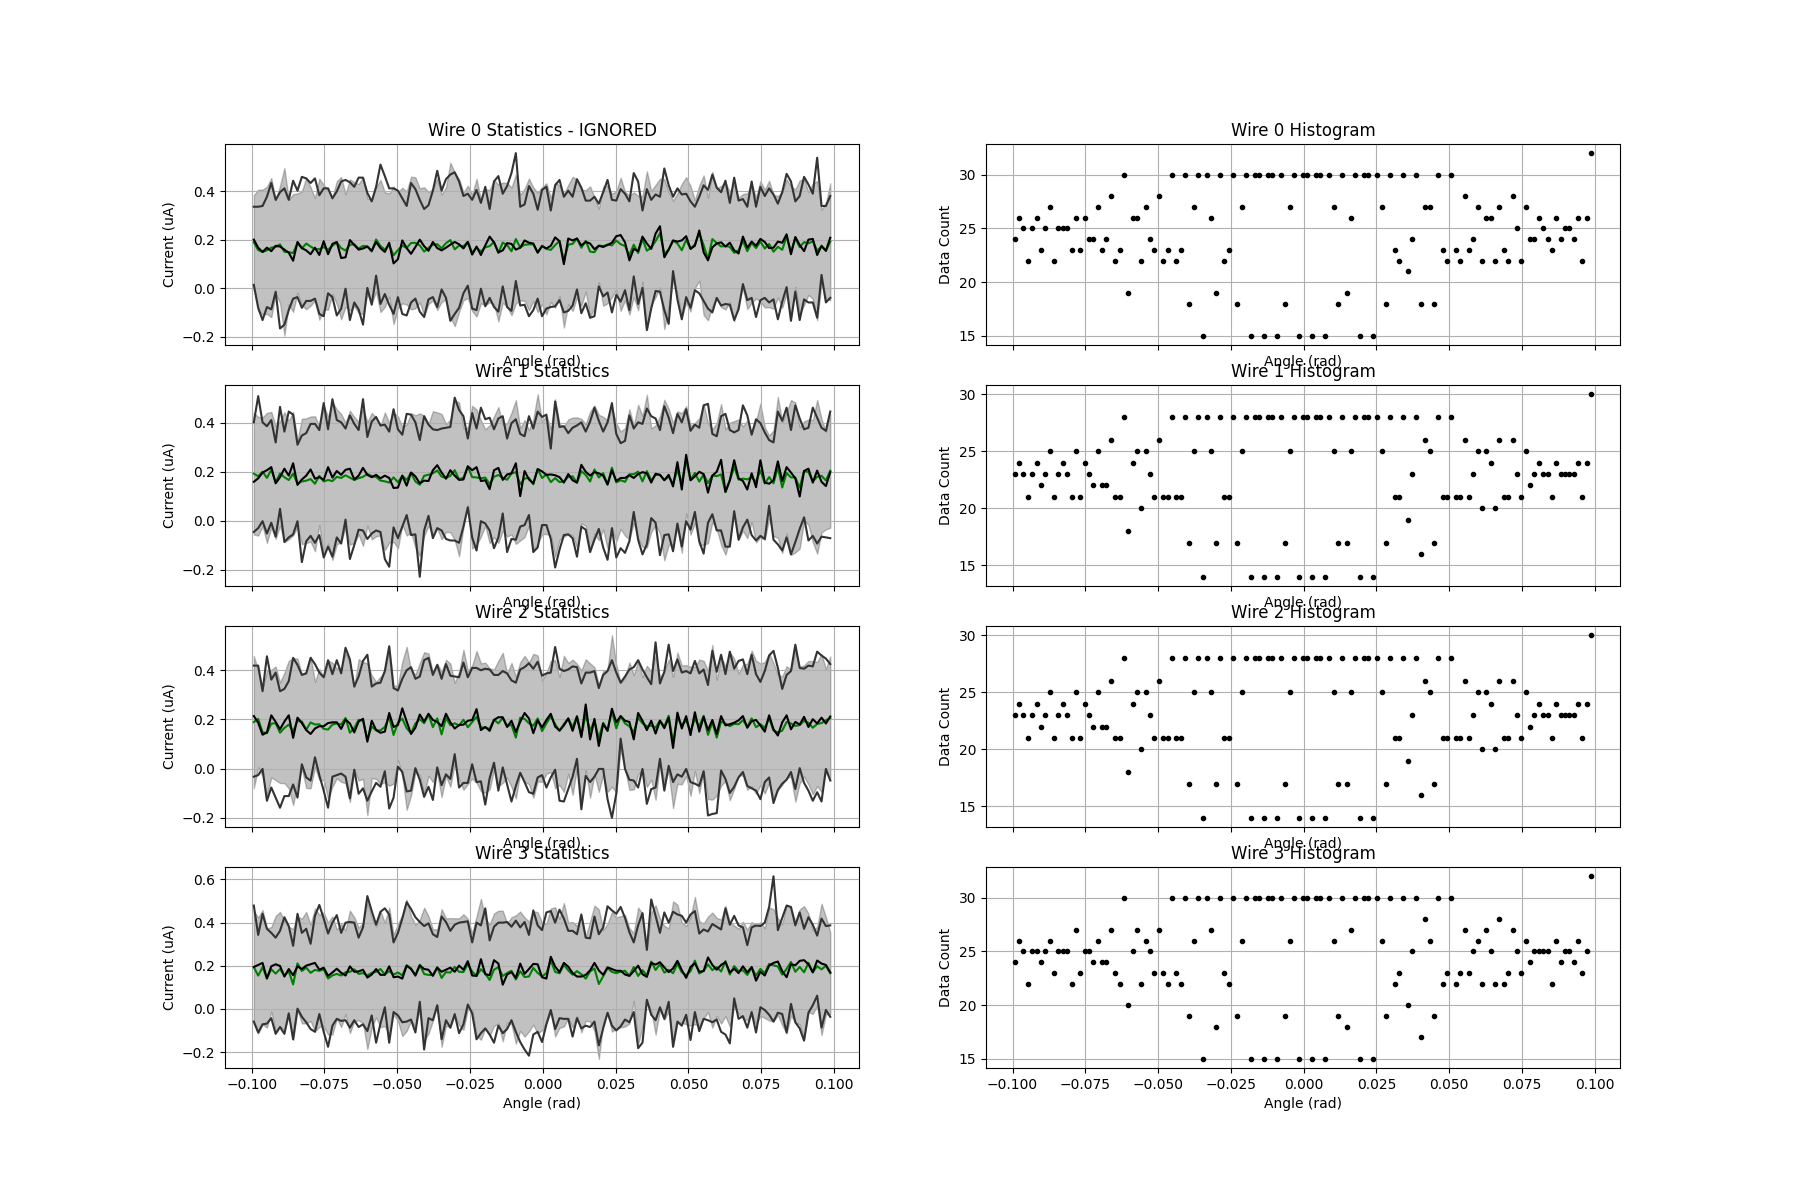 Wire 0 Statistics - IGNORED
Current (uA)
0.4
0.2
0.0
−0.2
Angle (rad)
Wire 0 Histogram
Data Count
30
25
20
15
Angle (rad)
Wire 1 Statistics
Current (uA)
0.4
0.2
0.0
−0.2
Angle (rad)
Wire 1 Histogram
Data Count
30
25
20
15
Angle (rad)
Wire 2 Statistics
Current (uA)
0.4
0.2
0.0
−0.2
Angle (rad)
Wire 2 Histogram
Data Count
30
25
20
15
Angle (rad)
Wire 3 Statistics
Current (uA)
0.6
0.4
0.2
0.0
−0.2
−0.100 −0.075 −0.050 −0.025 0.000 0.025 0.050 0.075 0.100
Angle (rad)
Wire 3 Histogram
Data Count
30
25
20
15
−0.100 −0.075 −0.050 −0.025 0.000 0.025 0.050 0.075 0.100
Angle (rad)